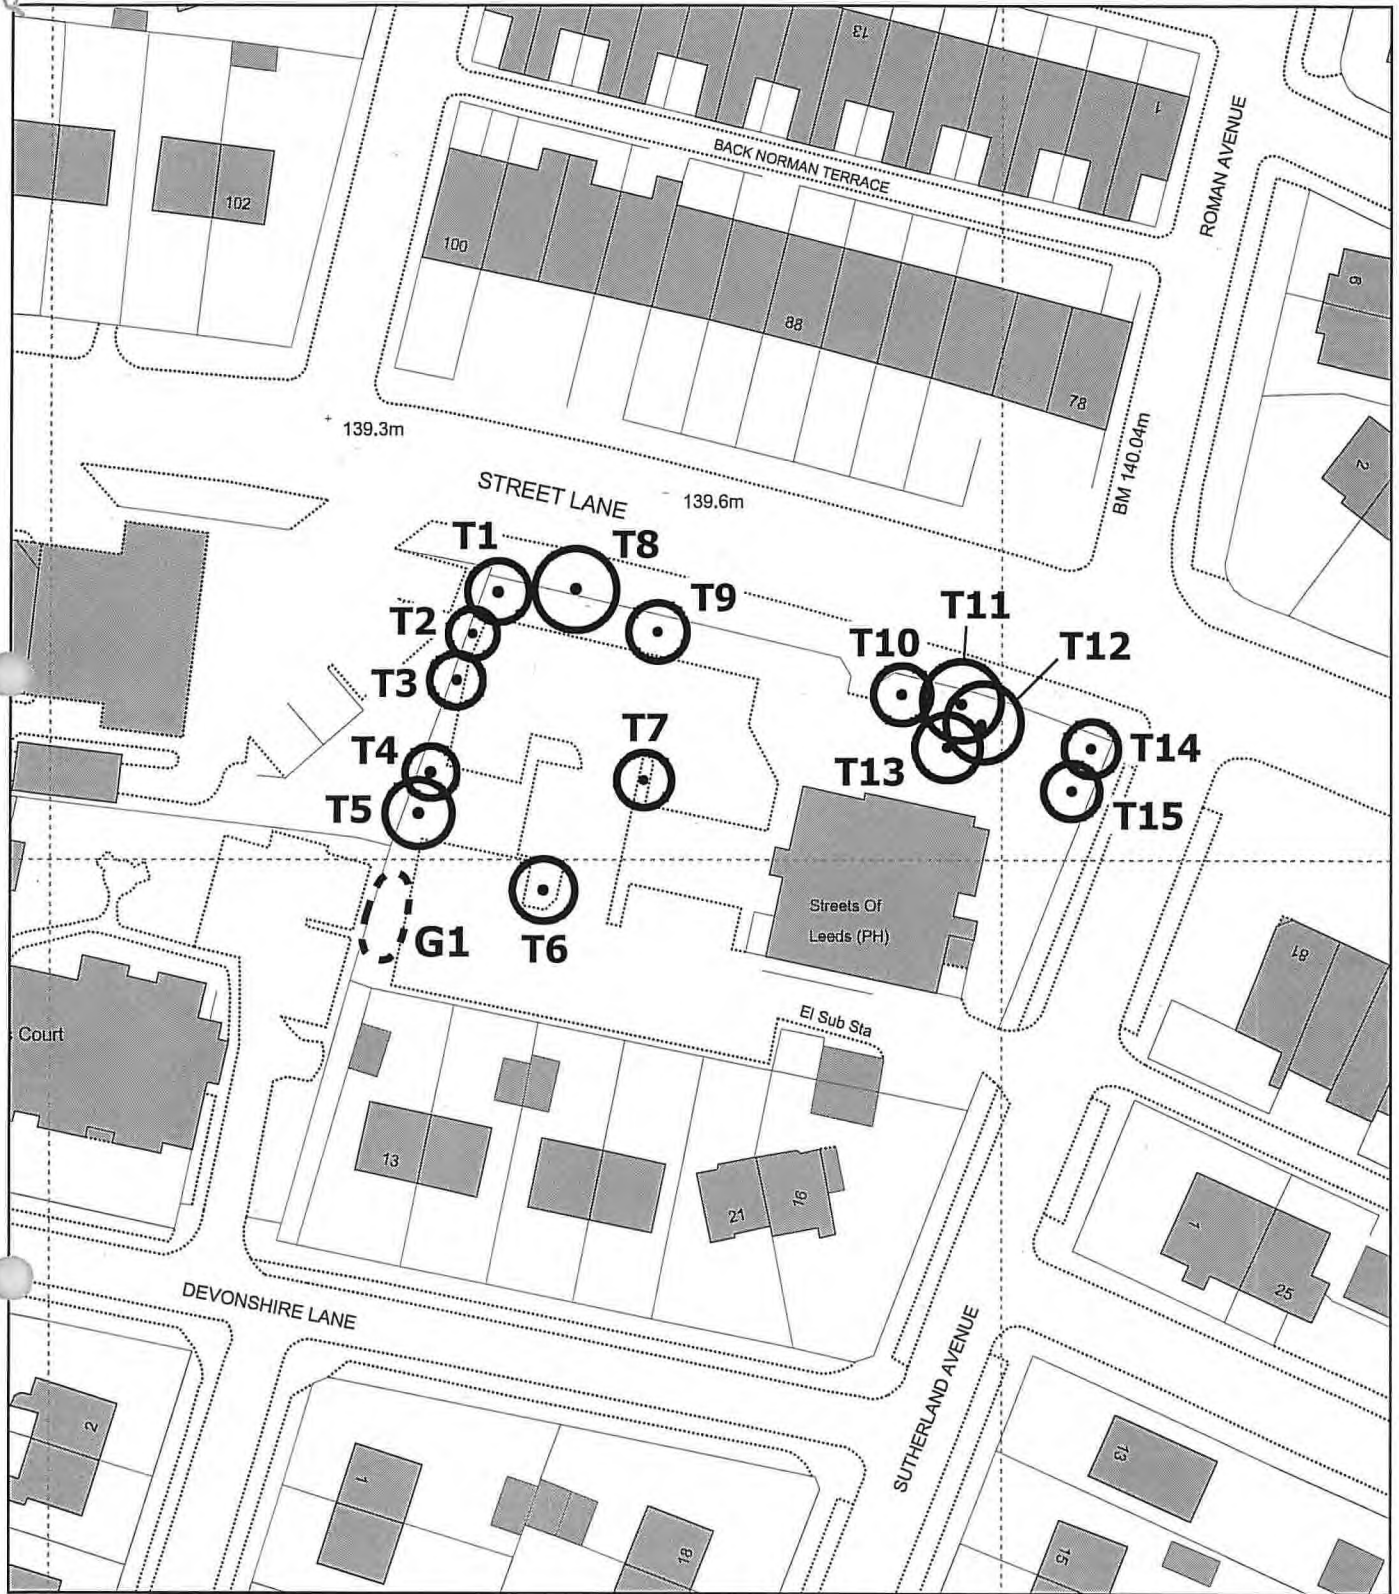 13
1
ROMAN AVENUE
BACK NORMAN TERRACE
102
100
6
88
78
139.3m
BM 140.04m
2
STREET LANE
139.6m
T1
T8
T9
T11
T2
T10
T12
T3
T7
T4
T14
T13
T5
T15
Streets Of
Leeds (PH)
G1
T6
81
El Sub Sta
Court
13
21
16
1
25
DEVONSHIRE LANE
SUTHERLAND AVENUE
2
1
13
18
15